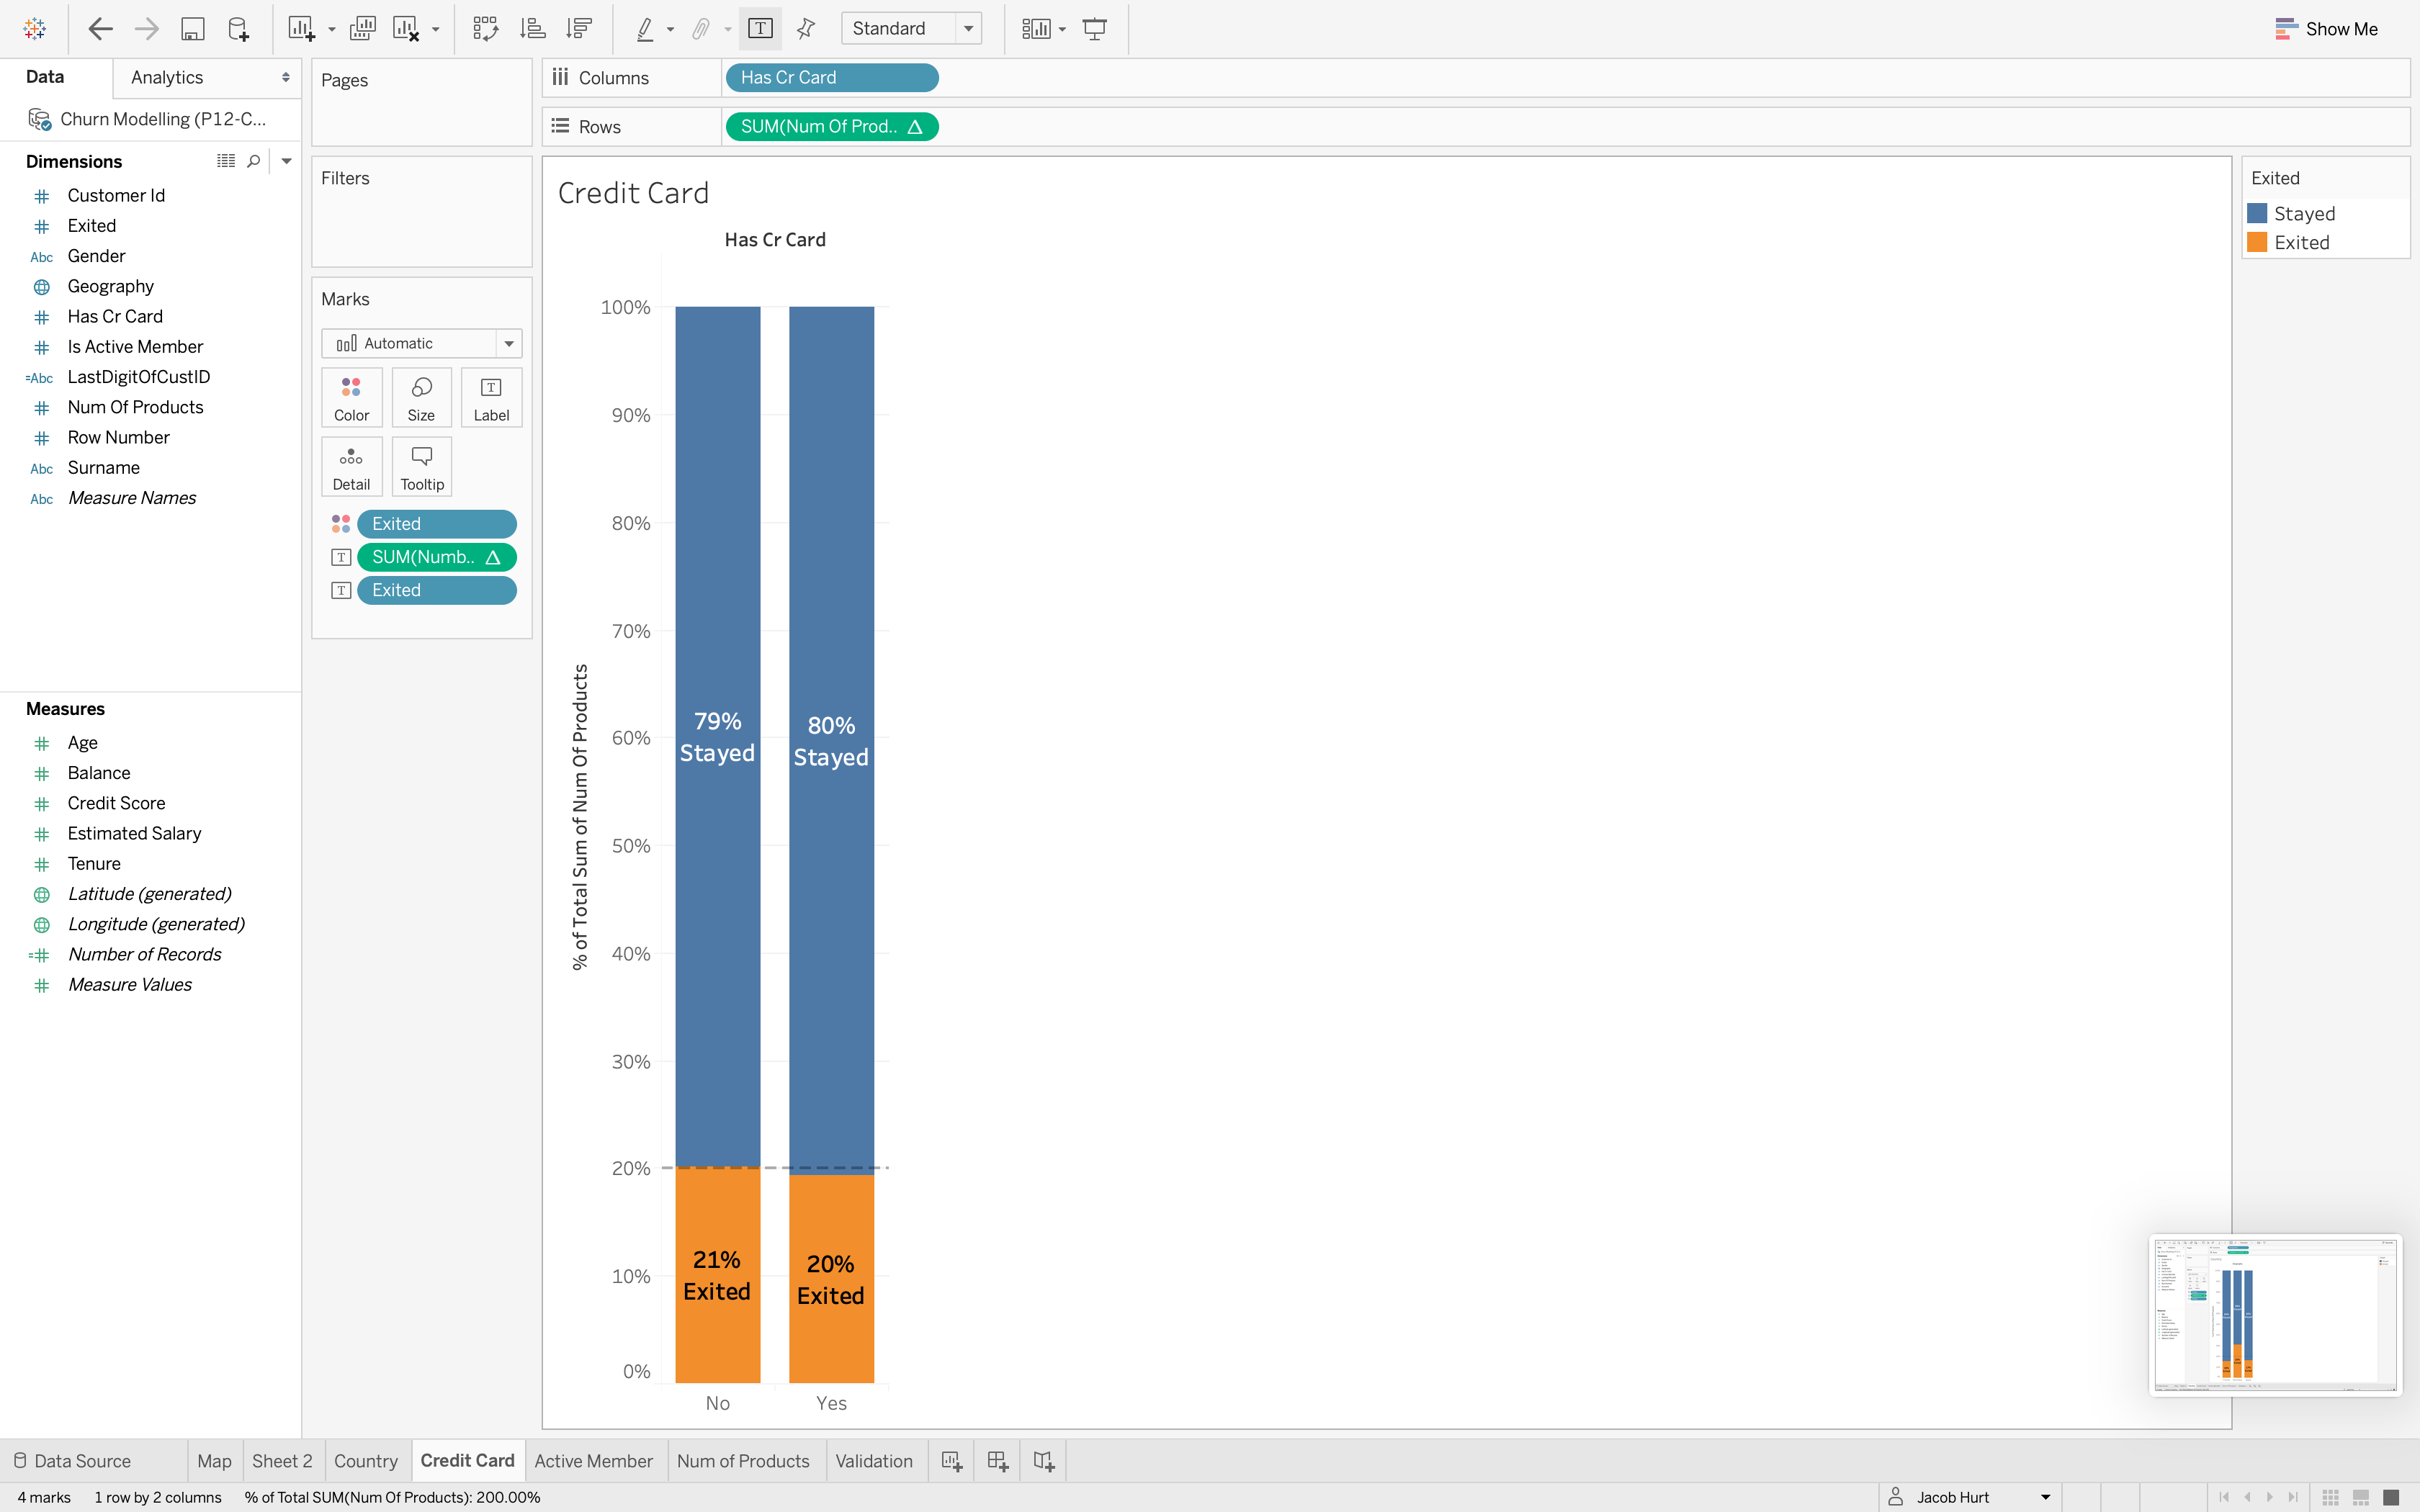 Standard
Show Me
Data
Analytics
Churn Modelling (P12-C...
Dimensions
Customer Id
Exited
Abc Gender
Geography
Has Cr Card
Is Active Member
=Abc LastDigitOfCustID
Num Of Products
Row Number
Abc Surname
Abc Measure Names
Measures
Age
Balance
Credit Score
Estimated Salary
Tenure
Latitude (generated)
Longitude (generated)
Number of Records
Measure Values
Pages
Filters
Marks
Automatic
Color
Size
T Label
Detail
Tooltip
Exited
T SUM(Numb..
T Exited
Columns
Has Cr Card
Rows
SUM(Num Of Prod..
Credit Card
Has Cr Card
% of Total Sum of Num Of Products
100%
90%
80%
70%
60%
50%
40%
30%
20%
10%
0%
79%
Stayed
80%
Stayed
21%
Exited
20%
Exited
No
Yes
Exited
Stayed
Exited
Data Source
Map
Sheet 2
Country
Credit Card
Active Member
Num of Products
Validation
4 marks
1 row by 2 columns
% of Total SUM(Num Of Products): 200.00%
Jacob Hurt